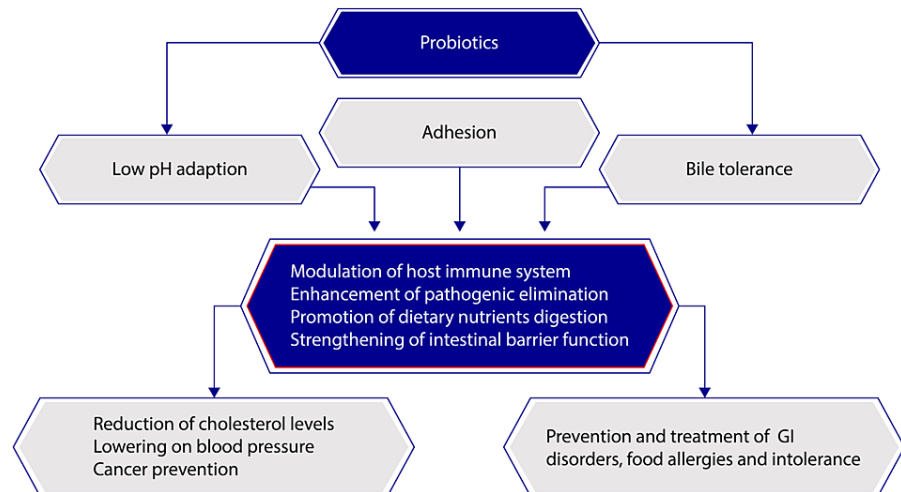 Probiotics
Adhesion
Low pH adaption
Bile tolerance
Modulation of host immune system
Enhancement of pathogenic elimination
Promotion of dietary nutrients digestion
Strengthening of intestinal barrier function
Reduction of cholesterol levels
Lowering on blood pressure
Cancer prevention
Prevention and treatment of GI
disorders, food allergies and intolerance